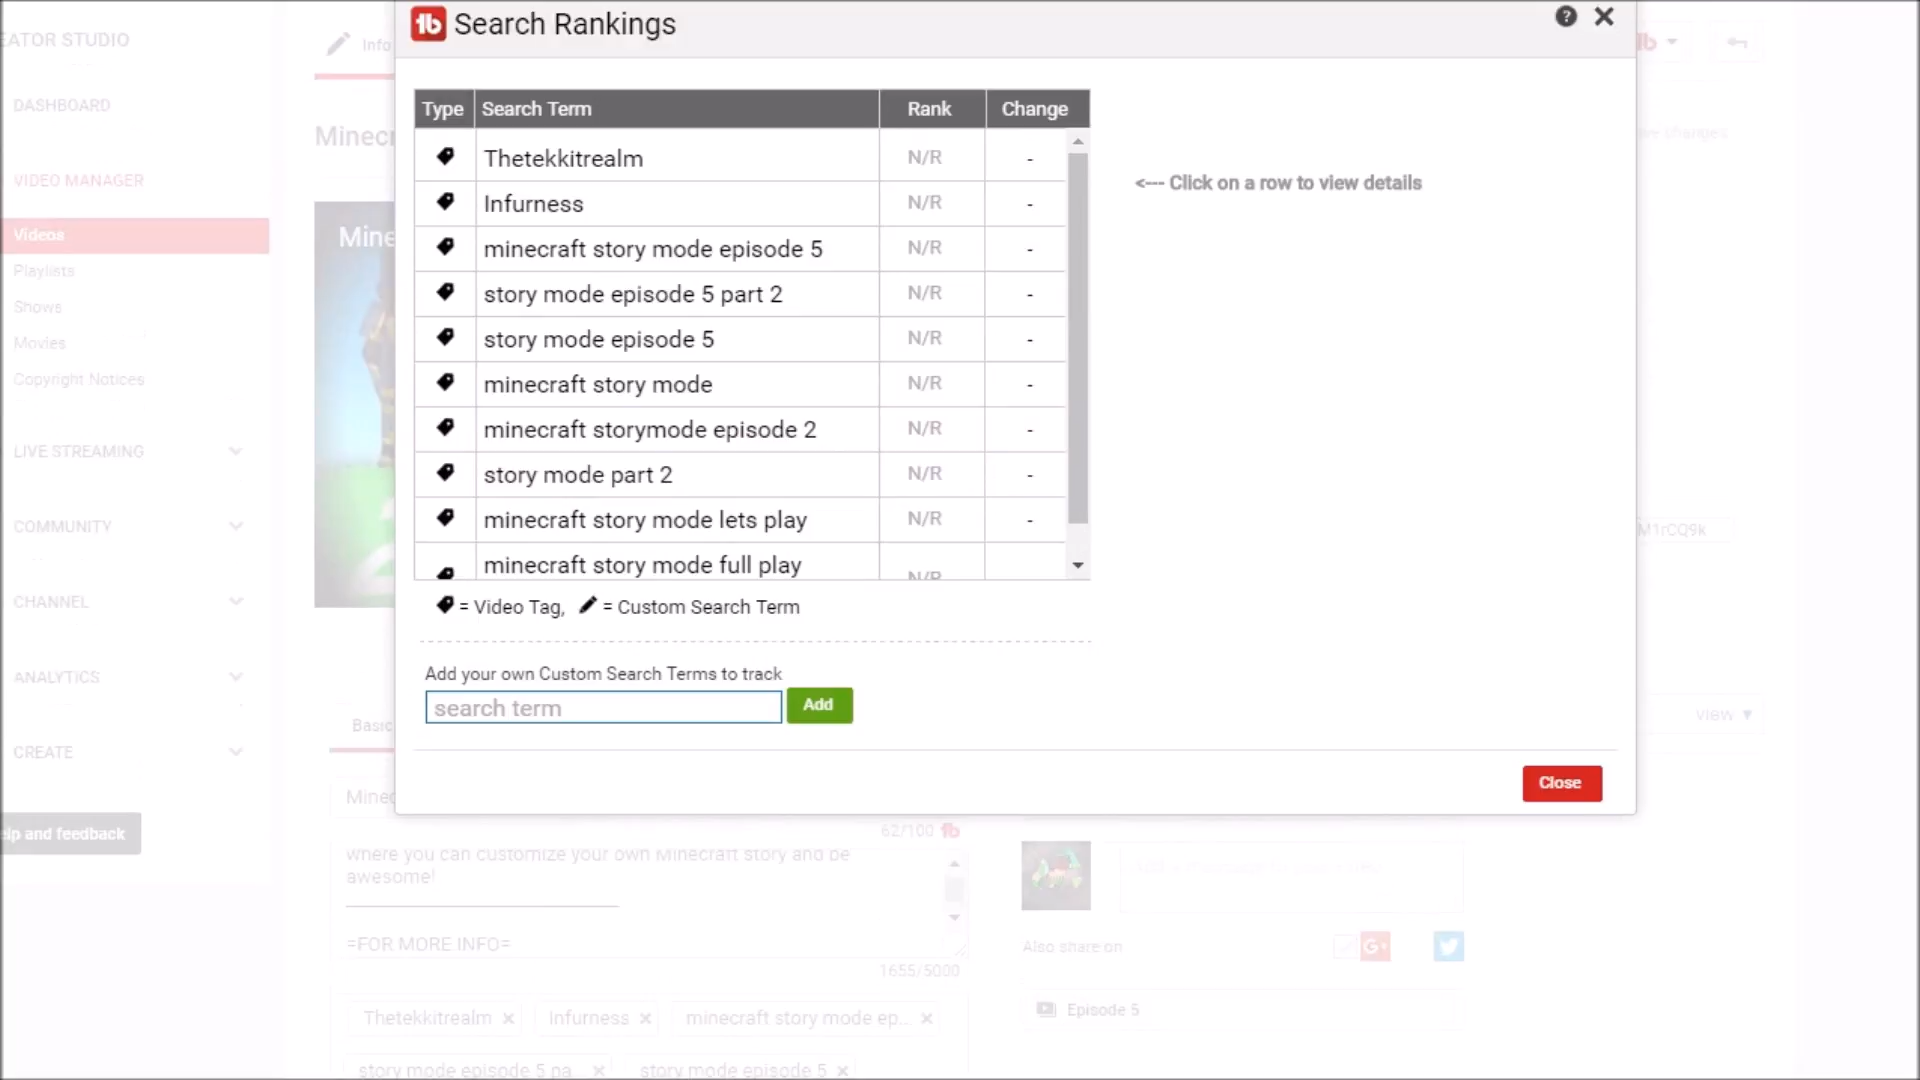 Search Rankings
EATOR STUDIO
Info
DASHBOARD
Minecr
VIDEO MANAGER
Videos
Mine
Playlists
Shows
Movies
Copyright Notices
LIVE STREAMING
COMMUNITY
CHANNEL
ANALYTICS
CREATE
elp and feedback
Type Search Term Rank Change
Thetekkitrealm N/R -
Infurness N/R -
minecraft story mode episode 5 N/R -
story mode episode 5 part 2 N/R -
story mode episode 5 N/R -
minecraft story mode N/R -
minecraft storymode episode 2 N/R -
story mode part 2 N/R -
minecraft story mode lets play N/R -
minecraft story mode full play N/R
<--- Click on a row to view details
= Video Tag, = Custom Search Term
Add your own Custom Search Terms to track
search term Add
Close
M1rCQ9k
View
Basic
Minec
62/100
where you can customize your own Minecraft story and be
awesome!
=FOR MORE INFO=
1655/5000
Also share on
G+
Episode 5
Thetekkitrealm × Infurness × minecraft story mode ep... ×
story mode episode 5 pa... × story mode episode 5 ×